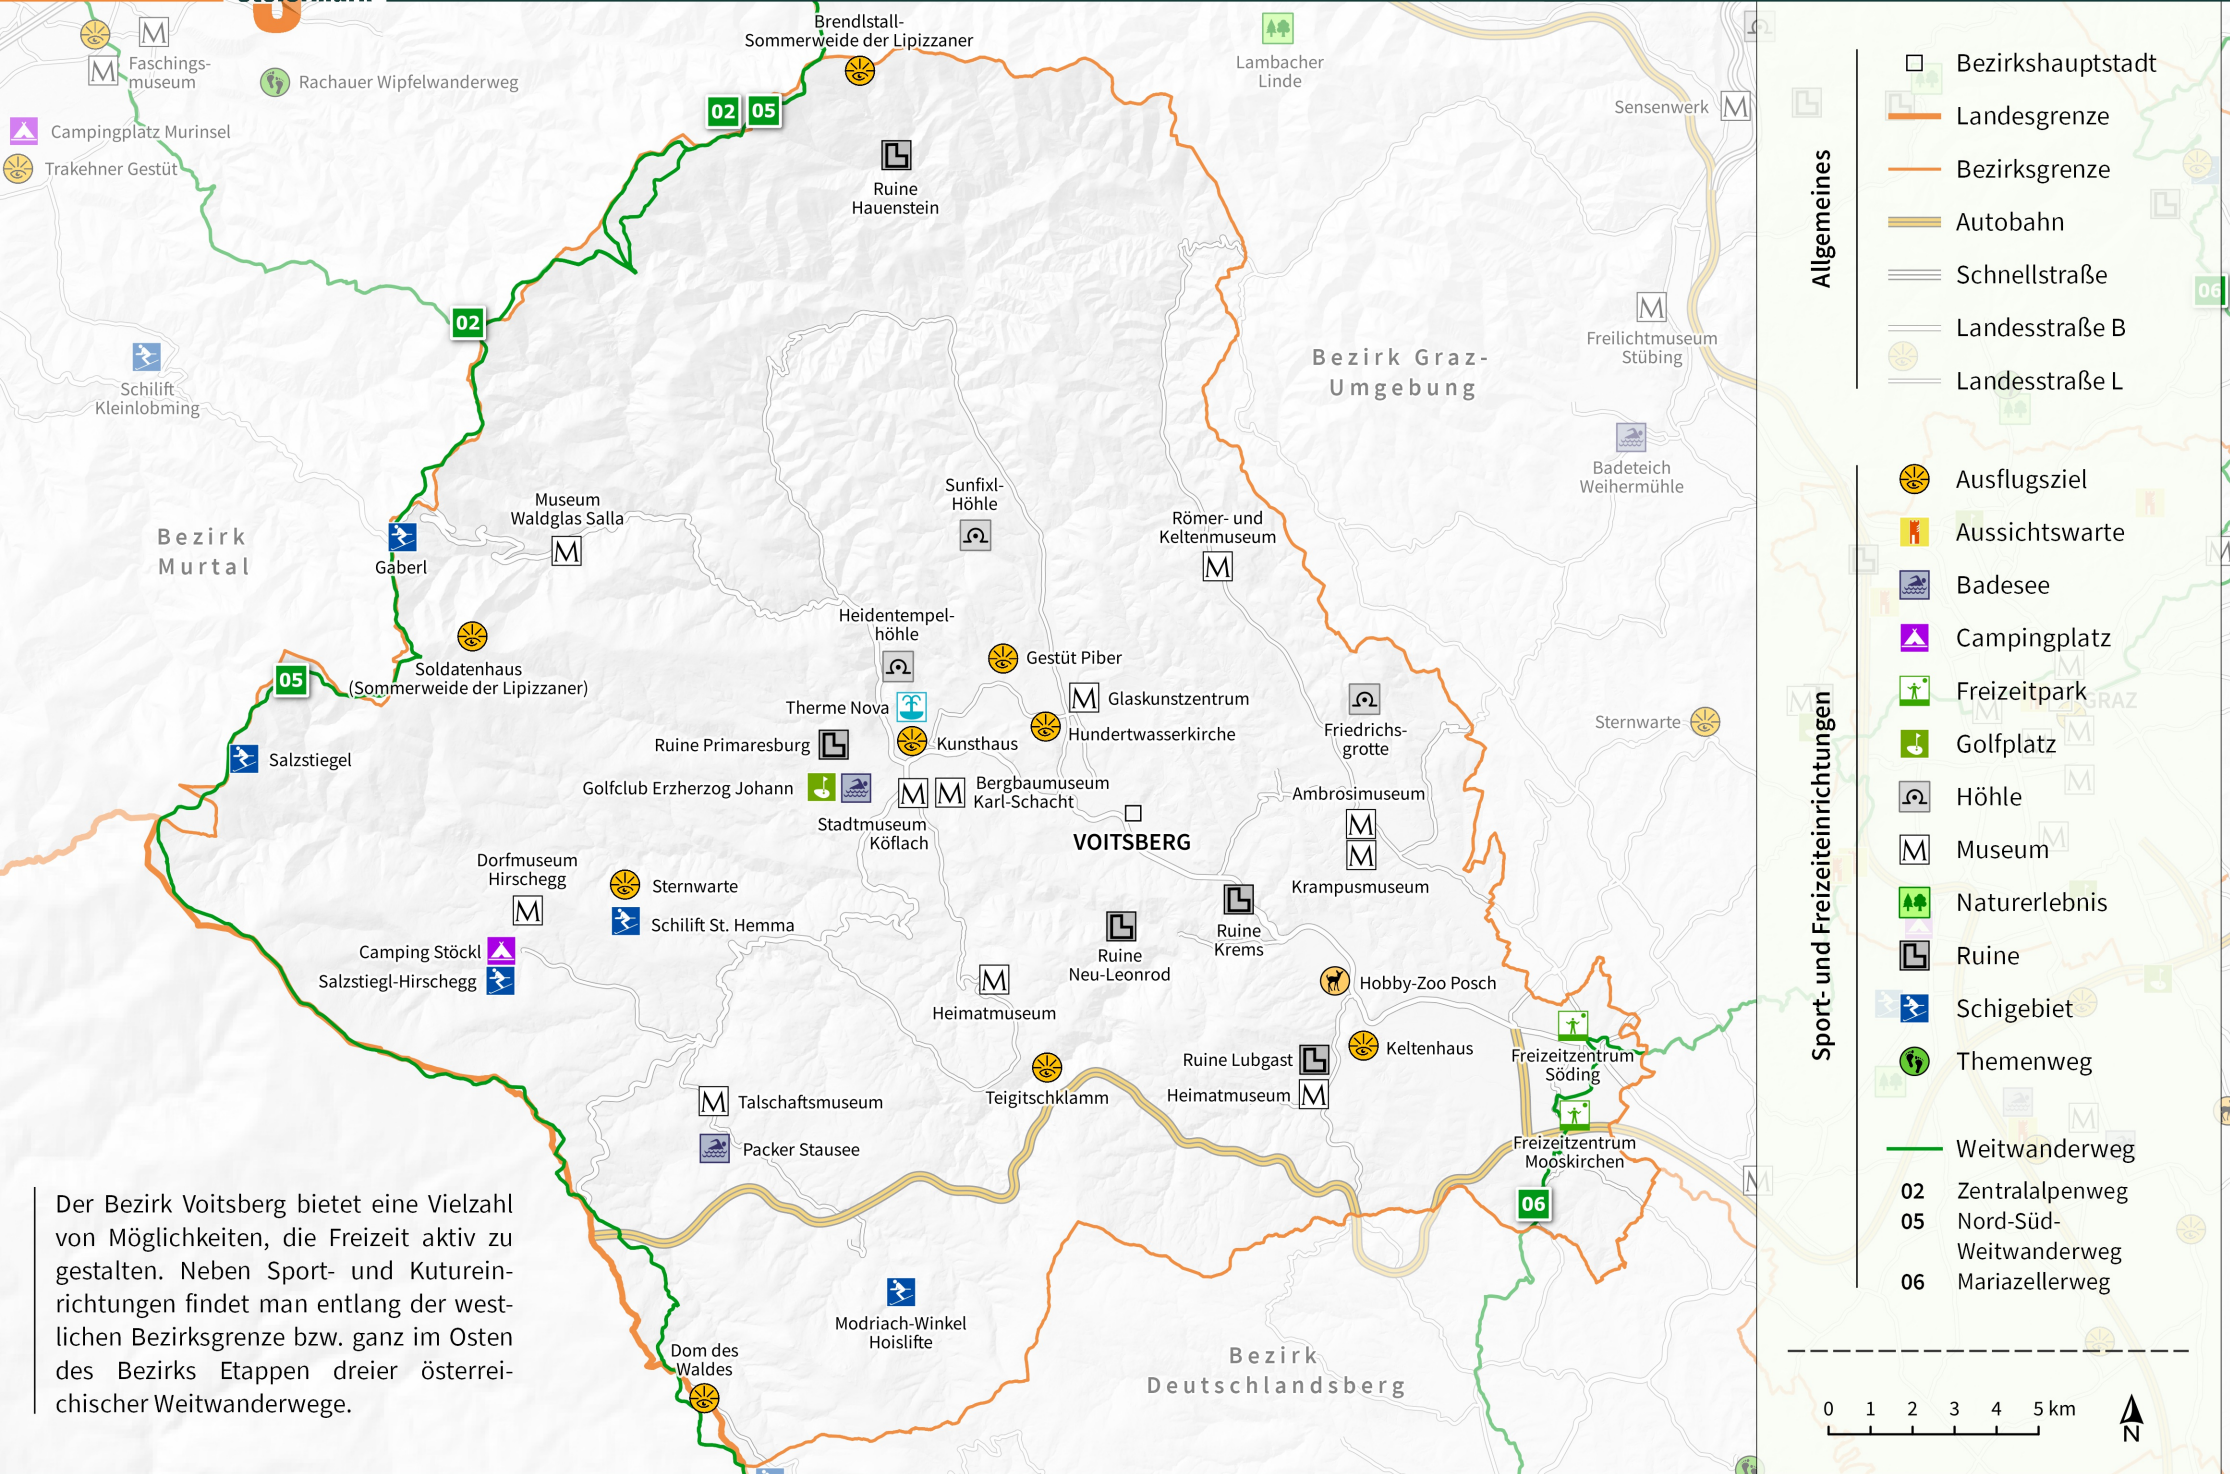 Brendlstall-
Sommerweide der Lipizzaner
Faschings-
museum
Rachauer Wipfelwanderweg
Lambacher
Linde
Sensenwerk
Campingplatz Murinsel
Trakehner Gestüt
02
05
Ruine
Hauenstein
02
Schilift
Kleinlobming
Bezirk Graz-
Umgebung
Freilichtmuseum
Stübing
Badeteich
Weihermühle
Bezirk
Murtal
Museum
Waldglas Salla
Sunfixl-
Höhle
Römer- und
Keltenmuseum
Gaberl
Heidentempel-
höhle
Soldatenhaus
(Sommerweide der Lipizzaner)
05
Gestüt Piber
Glaskunstzentrum
Therme Nova
Hundertwasserkirche
Kunsthaus
Ruine Primaresburg
Friedrichs-
grotte
Sternwarte
Salzstiegel
Golfclub Erzherzog Johann
Bergbaumuseum
Karl-Schacht
Stadtmuseum
Köflach
VOITSBERG
Ambrosimuseum
Krampusmuseum
Dorfmuseum
Hirschegg
Sternwarte
Schilift St. Hemma
Camping Stöckl
Salzstiegl-Hirschegg
Ruine
Krems
Ruine
Neu-Leonrod
Hobby-Zoo Posch
Heimatmuseum
Keltenhaus
Ruine Lubgast
Heimatmuseum
Freizeitzentrum
Söding
Teigitschklamm
Talschaftsmuseum
Packer Stausee
Freizeitzentrum
Mooskirchen
06
Modriach-Winkel
Hoislifte
Dom des
Waldes
Bezirk
Deutschlandsberg
Der Bezirk Voitsberg bietet eine Vielzahl
von Möglichkeiten, die Freizeit aktiv zu
gestalten. Neben Sport- und Kuturein-
richtungen findet man entlang der west-
lichen Bezirksgrenze bzw. ganz im Osten
des Bezirks Etappen dreier österrei-
chischer Weitwanderwege.
Allgemeines
Bezirkshauptstadt
Landesgrenze
Bezirksgrenze
Autobahn
Schnellstraße
Landesstraße B
Landesstraße L
06
GRAZ
Sport- und Freizeiteinrichtungen
Ausflugsziel
Aussichtswarte
Badesee
Campingplatz
Freizeitpark
Golfplatz
Höhle
Museum
Naturerlebnis
Ruine
Schigebiet
Themenweg
Weitwanderweg
02 Zentralalpenweg
05 Nord-Süd-
Weitwanderweg
06 Mariazellerweg
0 1 2 3 4 5 km
N